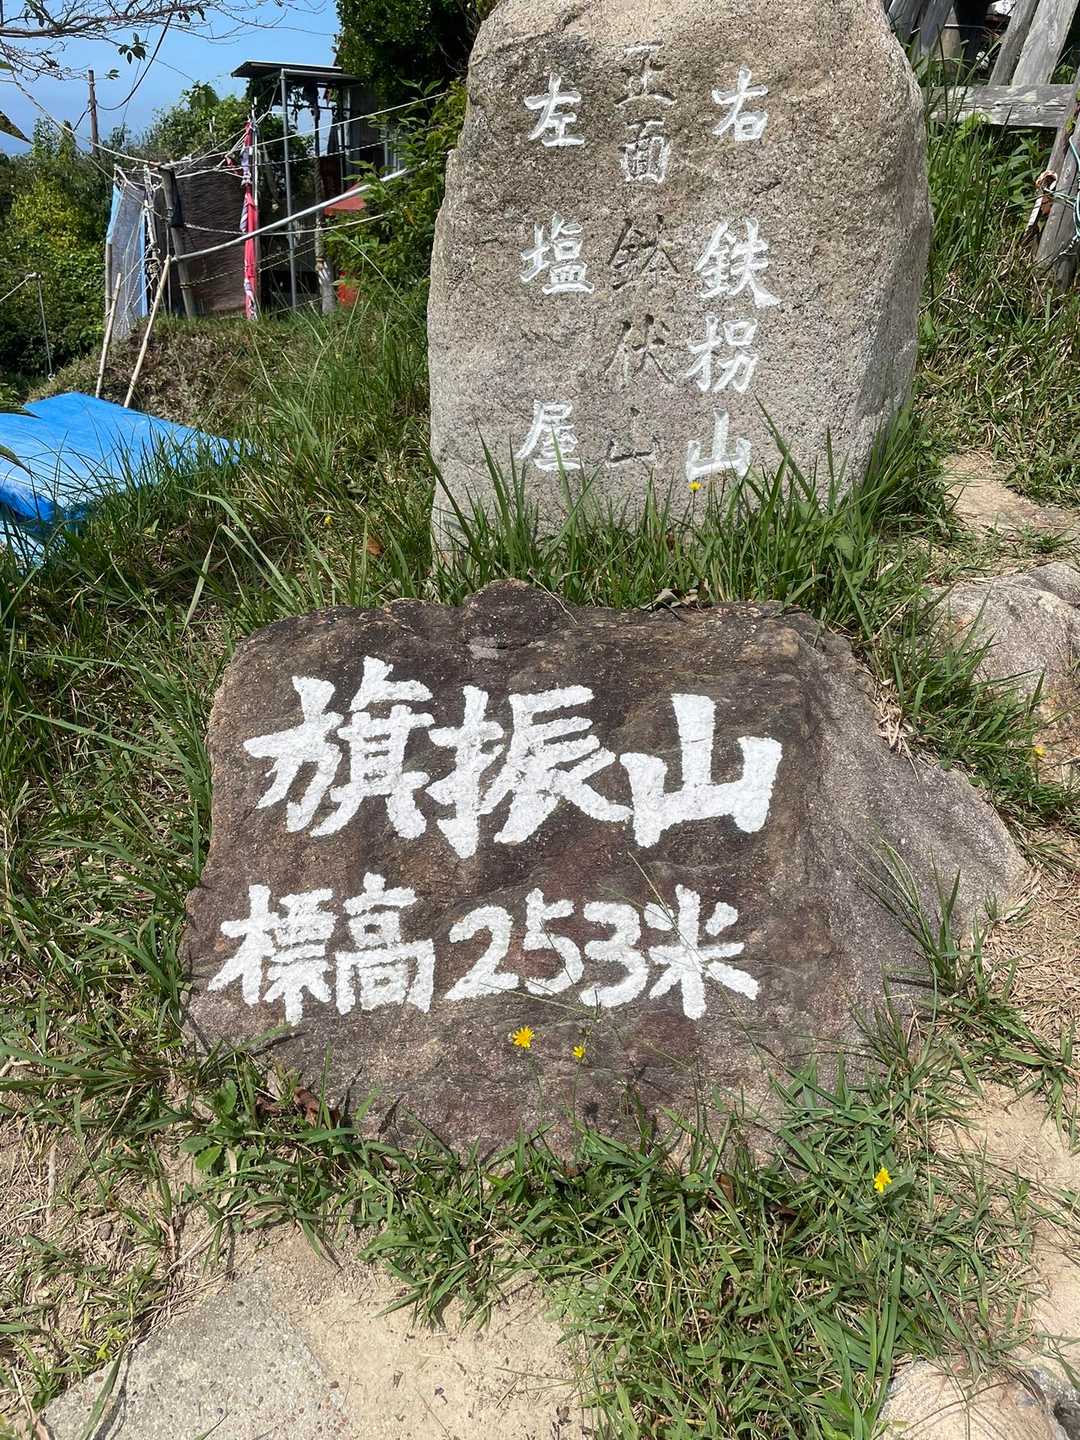 右 鉄拐山
正面 鉢伏山
左 塩屋
旗振山
標高253米